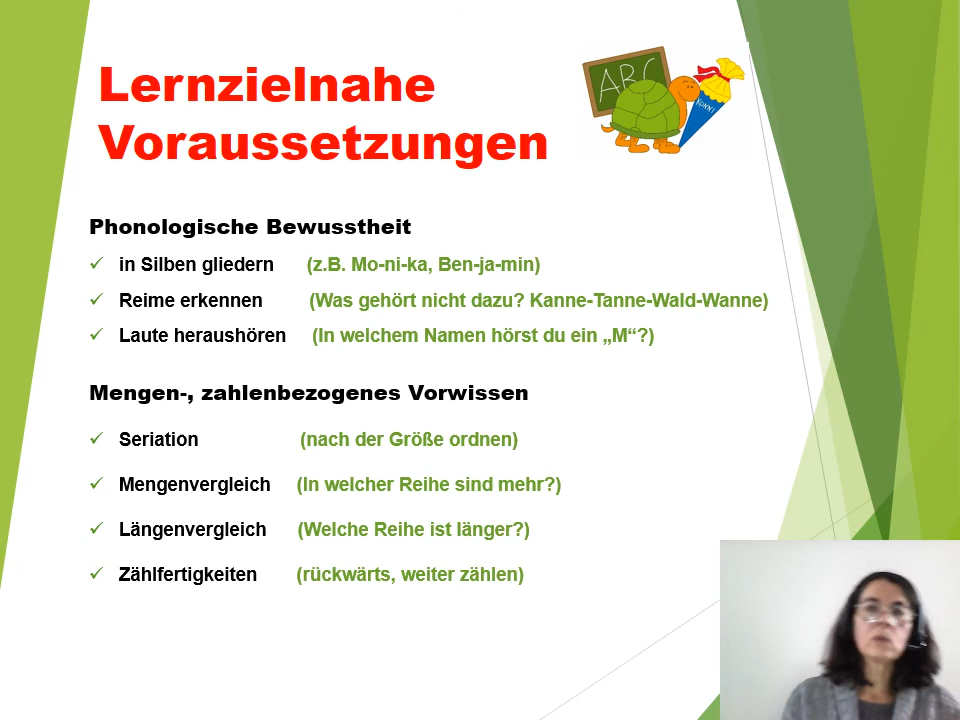 Lernzielnahe
Voraussetzungen
ABC
KONNI
Phonologische Bewusstheit
in Silben gliedern (z.B. Mo-ni-ka, Ben-ja-min)
Reime erkennen (Was gehört nicht dazu? Kanne-Tanne-Wald-Wanne)
Laute heraushören (In welchem Namen hörst du ein „M“?)
Mengen-, zahlenbezogenes Vorwissen
Seriation (nach der Größe ordnen)
Mengenvergleich (In welcher Reihe sind mehr?)
Längenvergleich (Welche Reihe ist länger?)
Zählfertigkeiten (rückwärts, weiter zählen)